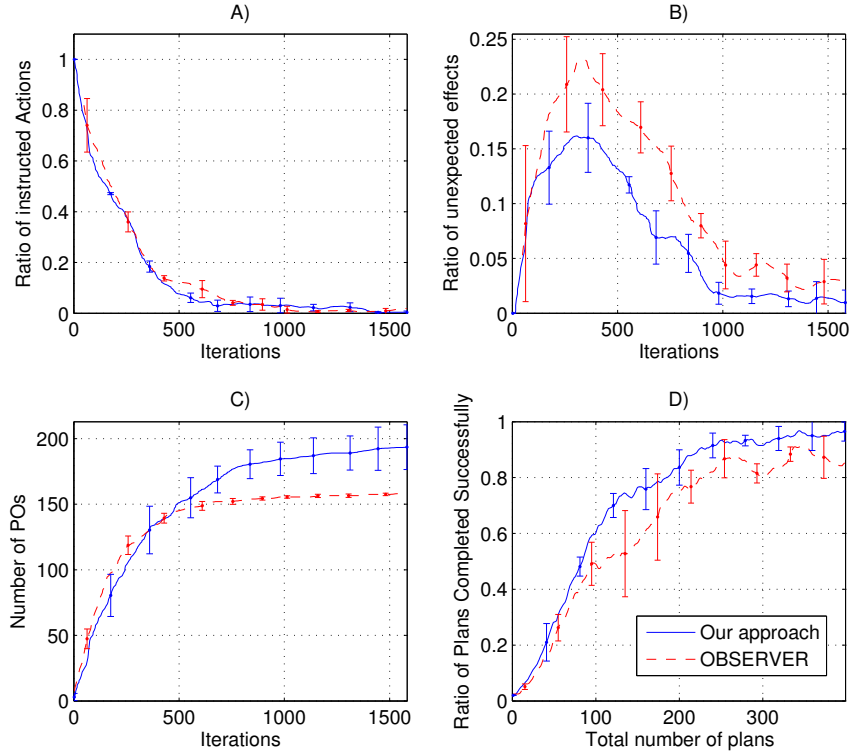 A)
Ratio of instructed Actions
1
0.8
0.6
0.4
0.2
0
0
500
1000
1500
Iterations
B)
Ratio of unexpected effects
0.25
0.2
0.15
0.1
0.05
0
0
500
1000
1500
Iterations
C)
Number of POs
200
150
100
50
0
0
500
1000
1500
Iterations
D)
Ratio of Plans Completed Successfully
1
0.8
0.6
0.4
0.2
0
0
100
200
300
Total number of plans
Our approach
OBSERVER